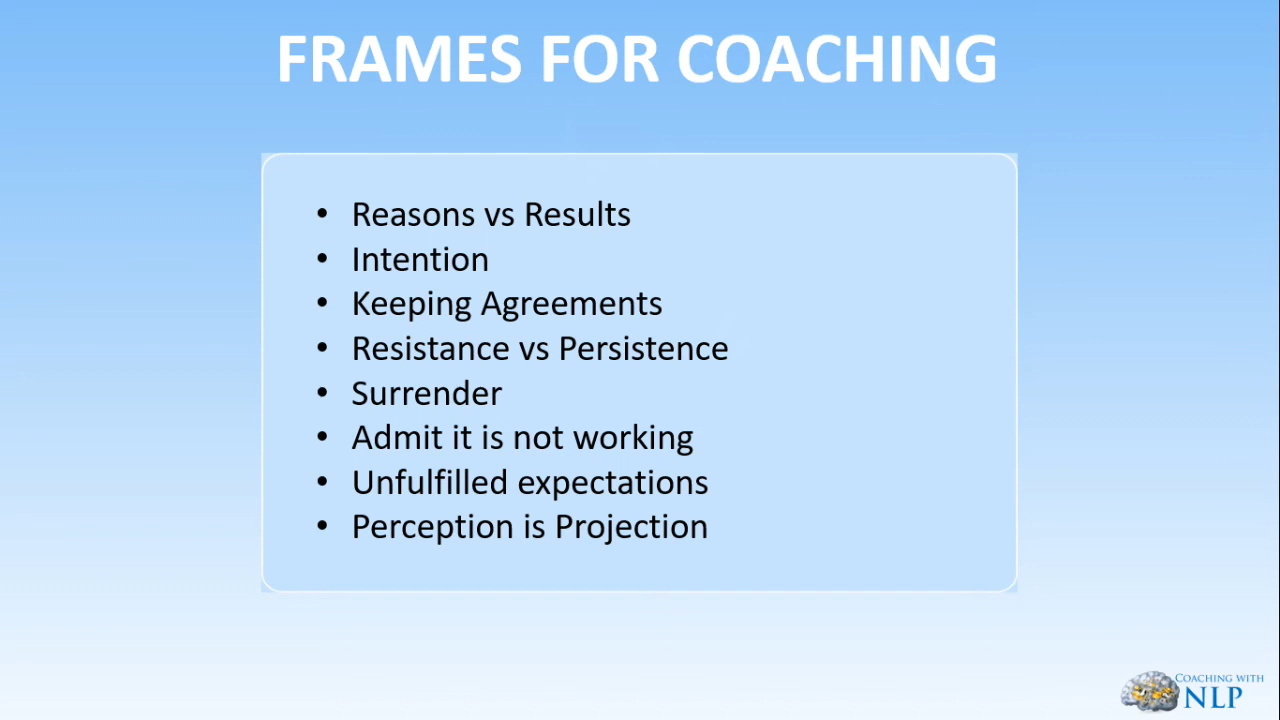 FRAMES FOR COACHING
• Reasons vs Results
• Intention
• Keeping Agreements
• Resistance vs Persistence
• Surrender
• Admit it is not working
• Unfulfilled expectations
• Perception is Projection
COACHING WITH
NLP